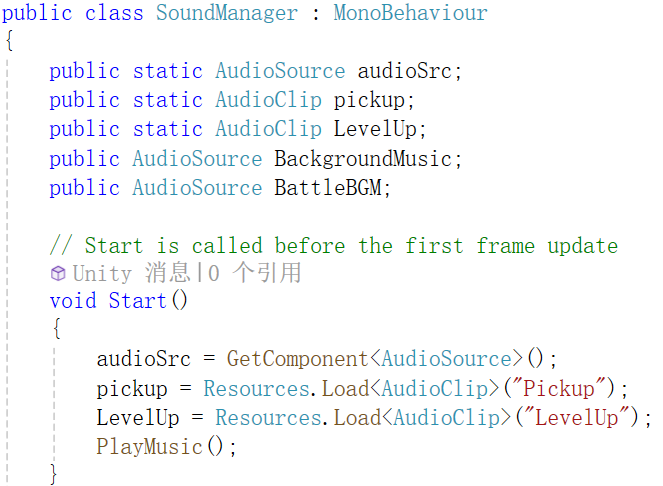 public class SoundManager : MonoBehaviour
{
public static AudioSource audioSrc;
public static AudioClip pickup;
public static AudioClip LevelUp;
public AudioSource BackgroundMusic;
public AudioSource BattleBGM;
// Start is called before the first frame update
Unity 消息|0 个引用
void Start()
{
audioSrc = GetComponent<AudioSource>();
pickup = Resources.Load<AudioClip>("Pickup");
LevelUp = Resources.Load<AudioClip>("LevelUp");
PlayMusic();
}